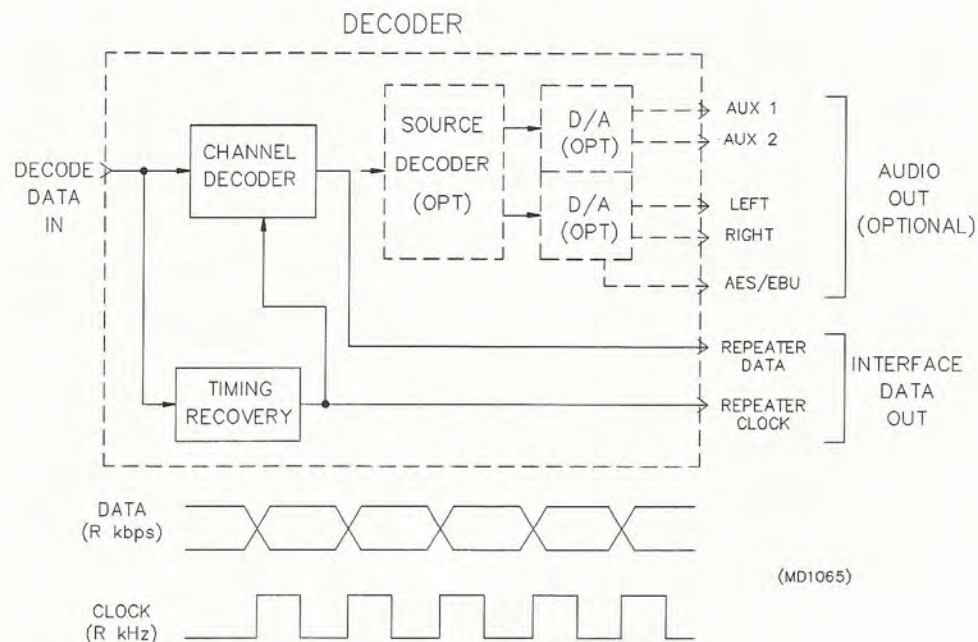 DECODER
DECODE
DATA
IN
CHANNEL
DECODER
SOURCE
DECODER
(OPT)
D/A
(OPT)
D/A
(OPT)
AUX 1
AUX 2
LEFT
RIGHT
AES/EBU
AUDIO
OUT
(OPTIONAL)
TIMING
RECOVERY
REPEATER
DATA
REPEATER
CLOCK
INTERFACE
DATA
OUT
DATA
(R kbps)
CLOCK
(R kHz)
(MD1065)